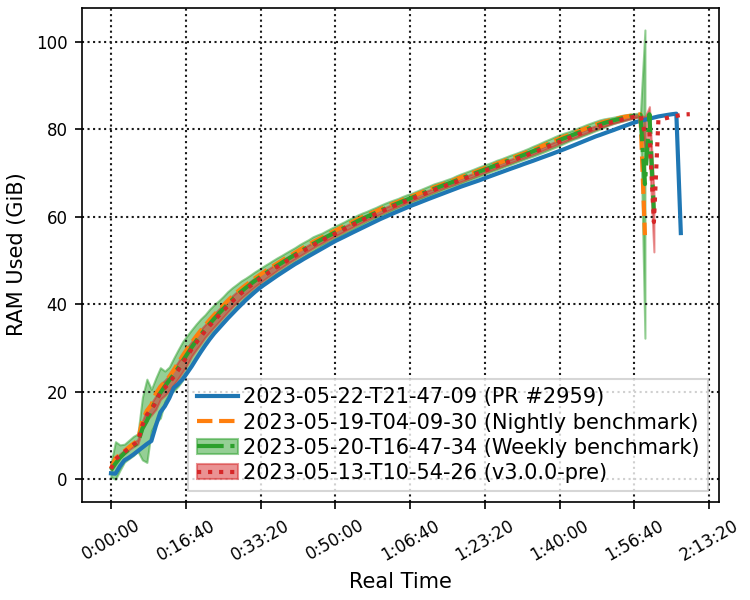 100
80
60
40
20
0
RAM Used (GiB)
2023-05-22-T21-47-09 (PR #2959)
2023-05-19-T04-09-30 (Nightly benchmark)
2023-05-20-T16-47-34 (Weekly benchmark)
2023-05-13-T10-54-26 (v3.0.0-pre)
0:00:00 0:16:40 0:33:20 0:50:00 1:06:40 1:23:20 1:40:00 1:56:40 2:13:20
Real Time